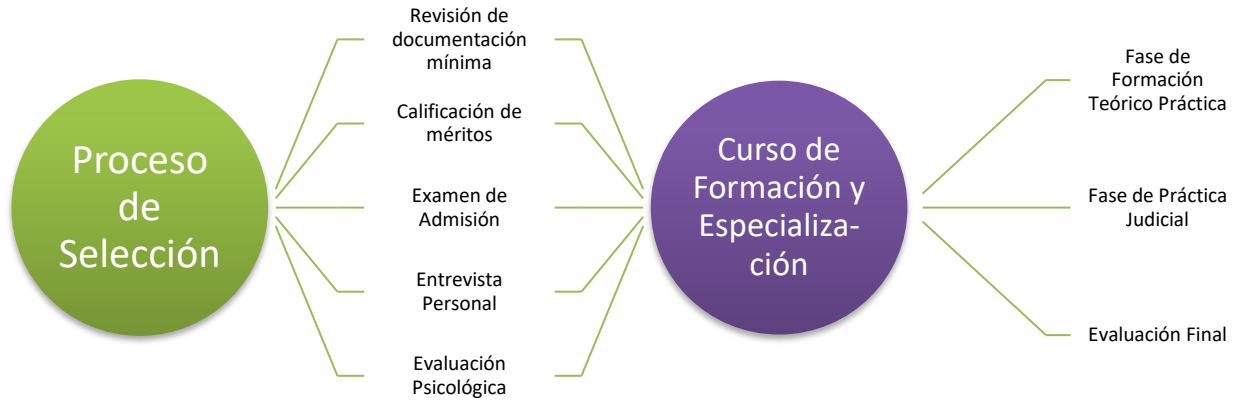 Proceso
de
Selección
Revisión de
documentación
mínima
Calificación de
méritos
Examen de
Admisión
Entrevista
Personal
Evaluación
Psicológica
Curso de
Formación y
Especializa-
ción
Fase de
Formación
Teórico Práctica
Fase de Práctica
Judicial
Evaluación Final